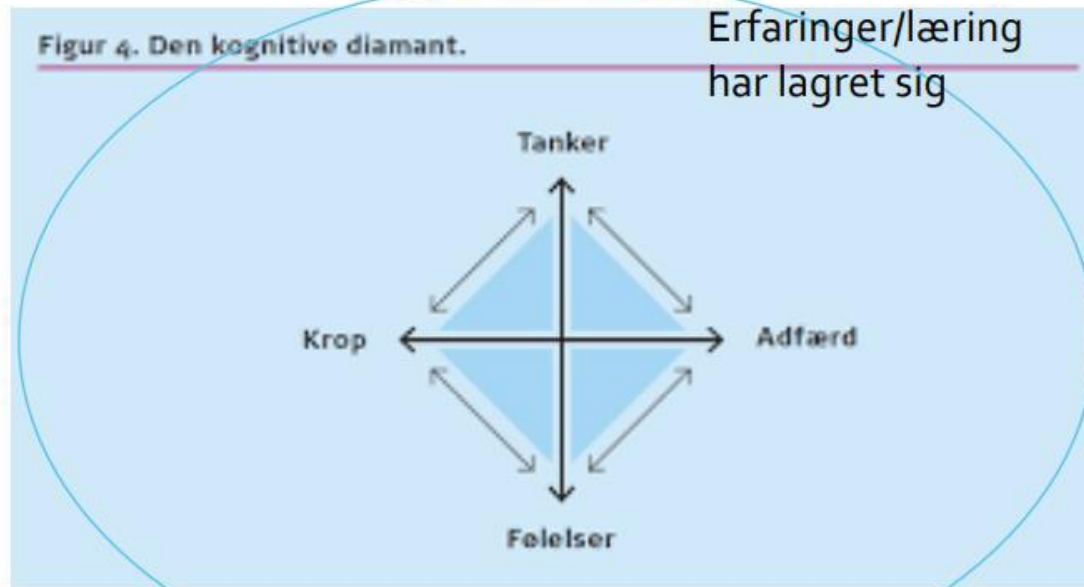 Figur 4. Den kognitive diamant.
Erfaringer/læring
har lagret sig
Tanker
Krop
Adfærd
Følelser